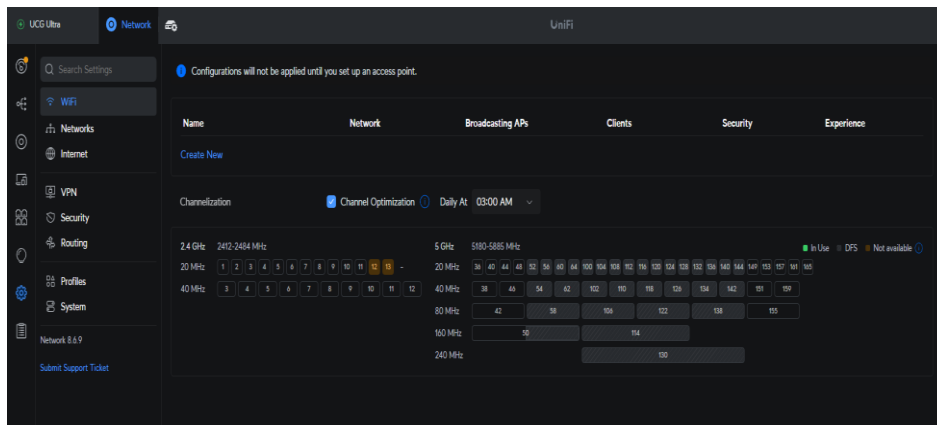 UCG Ultra Network UniFi
Search Settings
WiFi
Networks
Internet
VPN
Security
Routing
Profiles
System
Network 8.6.9
Submit Support Ticket
Configurations will not be applied until you set up an access point.
Name Network Broadcasting APs Clients Security Experience
Create New
Channelization Channel Optimization Daily At 03:00 AM
2.4 GHz 2412-2484 MHz
20 MHz 1 2 3 4 5 6 7 8 9 10 11 12 13 -
40 MHz 3 4 5 6 7 8 9 10 11 12
5 GHz 5180-5885 MHz In Use DFS Not available
20 MHz 36 40 44 48 52 56 60 64 100 104 108 112 116 120 124 128 132 136 140 144 149 153 157 161 165
40 MHz 38 46 54 62 102 110 118 126 134 142 151 159
80 MHz 42 58 106 122 138 155
160 MHz 50 114
240 MHz 130